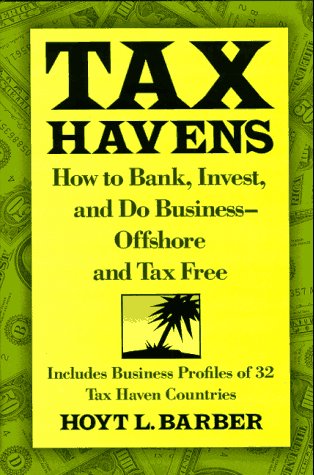 TAX
HAVENS
How to Bank, Invest,
and Do Business–
Offshore
and Tax Free
Includes Business Profiles of 32
Tax Haven Countries
HOYT L. BARBER